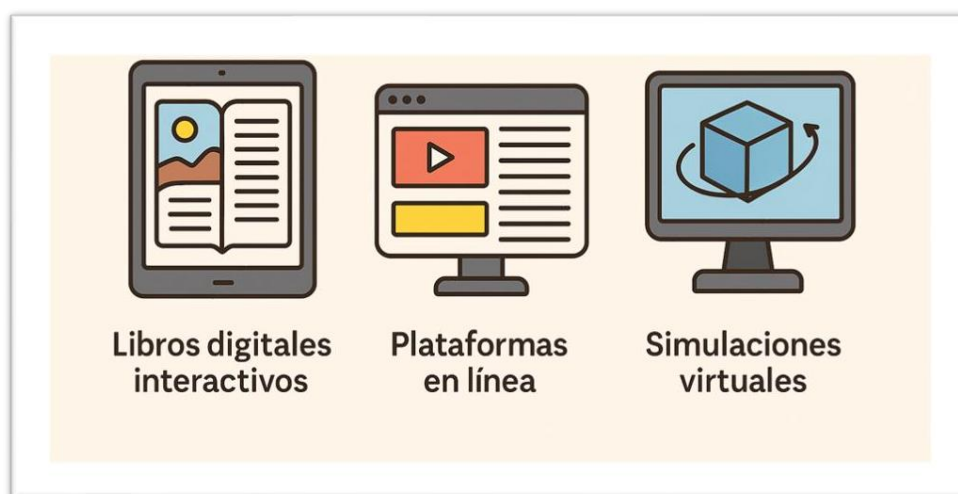 Libros digitales
interactivos
Plataformas
en línea
Simulaciones
virtuales